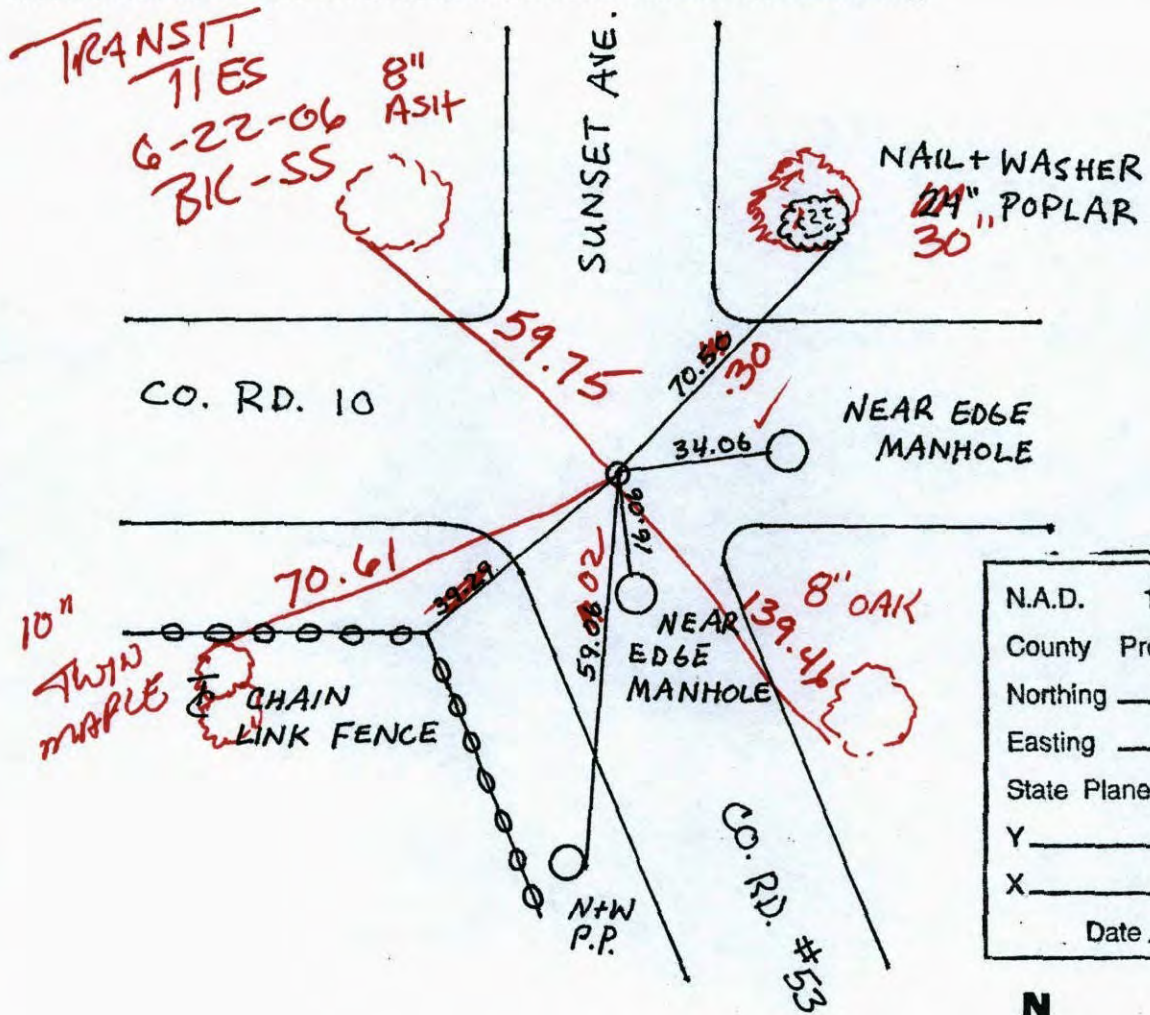 TRANSIT
TIES
6-22-06
BK-SS
8"
ASH
SUNSET AVE.
NAIL + WASHER
24" POPLAR
30"
59.75
70.50
.30
CO. RD. 10
NEAR EDGE
MANHOLE
34.06
16.06
70.61
39.29
59.06
.02
8" OAK
139.46
NEAR
EDGE
MANHOLE
10"
TWIN
MAPLE
CHAIN
LINK FENCE
N+W
P.P.
CO. RD. #53
N.A.D.
County
Northing
Easting
State Plane
Y
X
Date
N